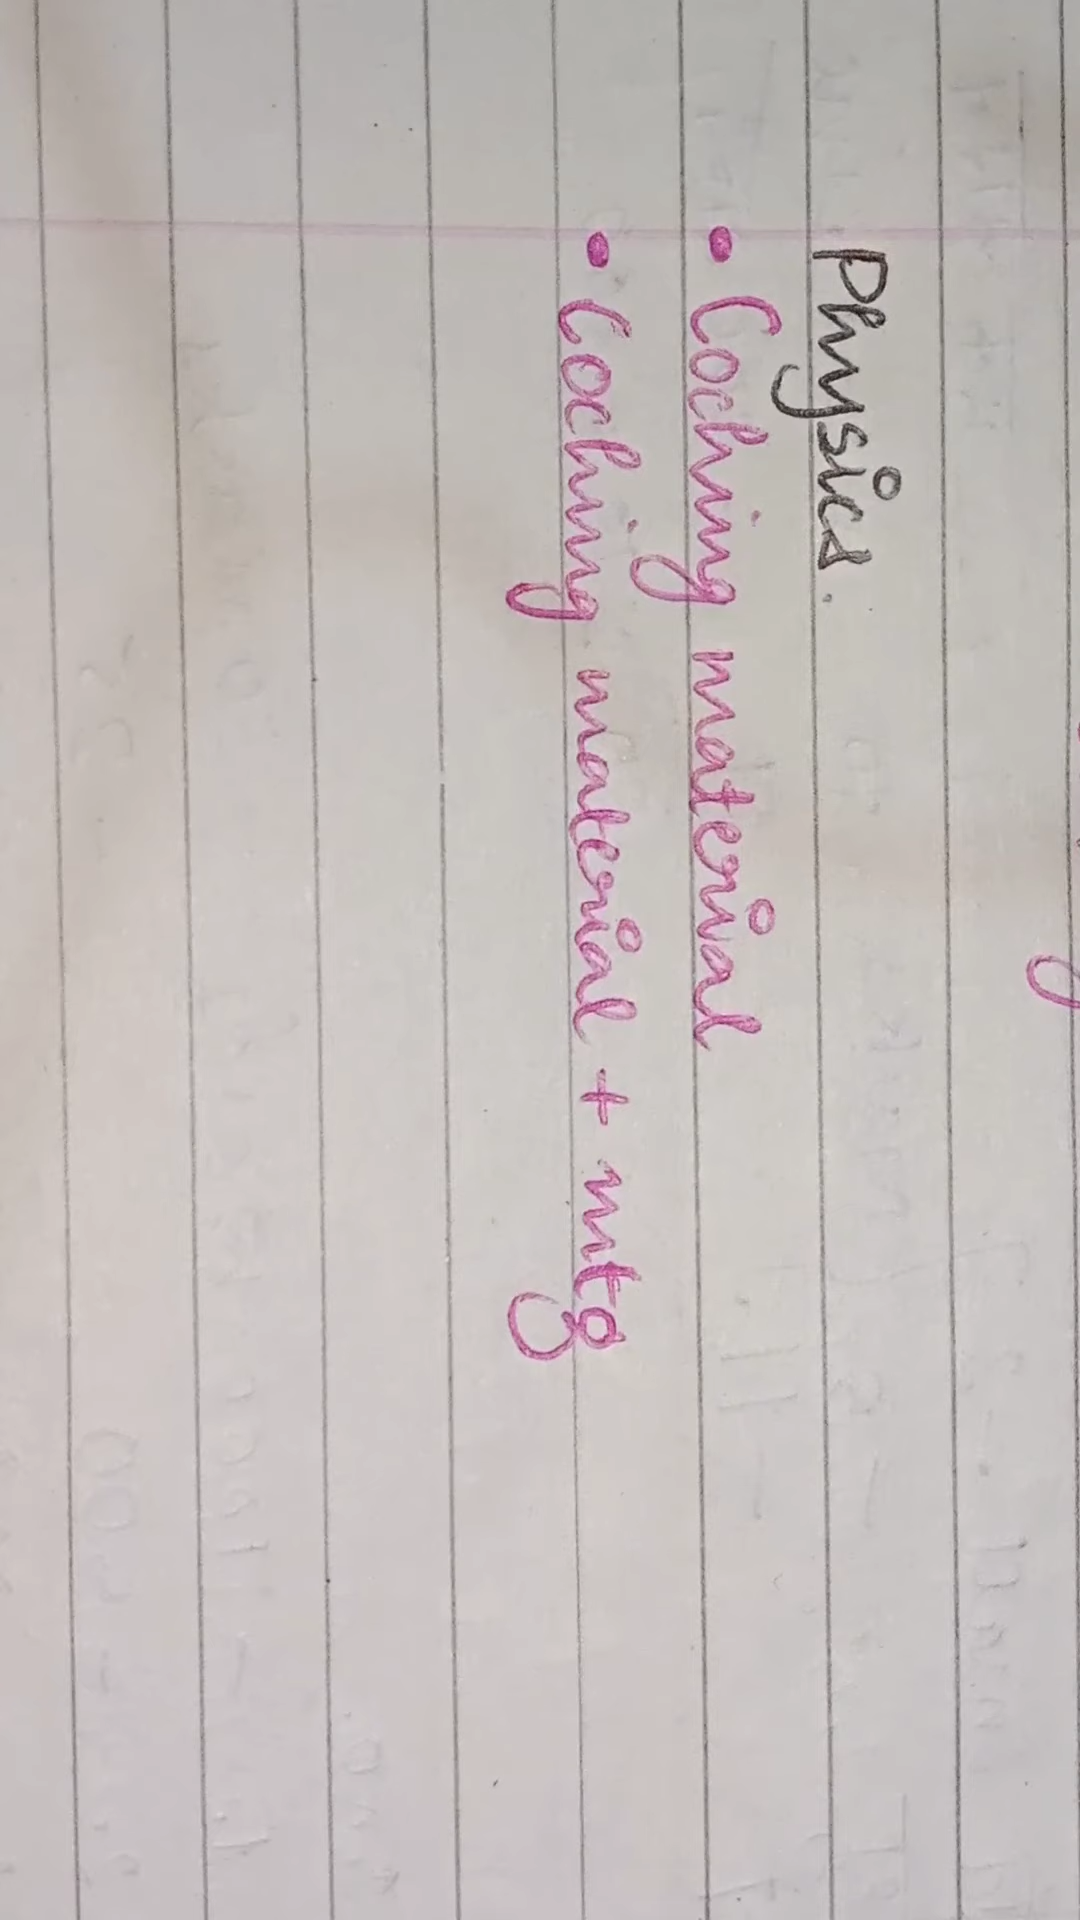 Physics.
• Coching material
• Coching material + mtg